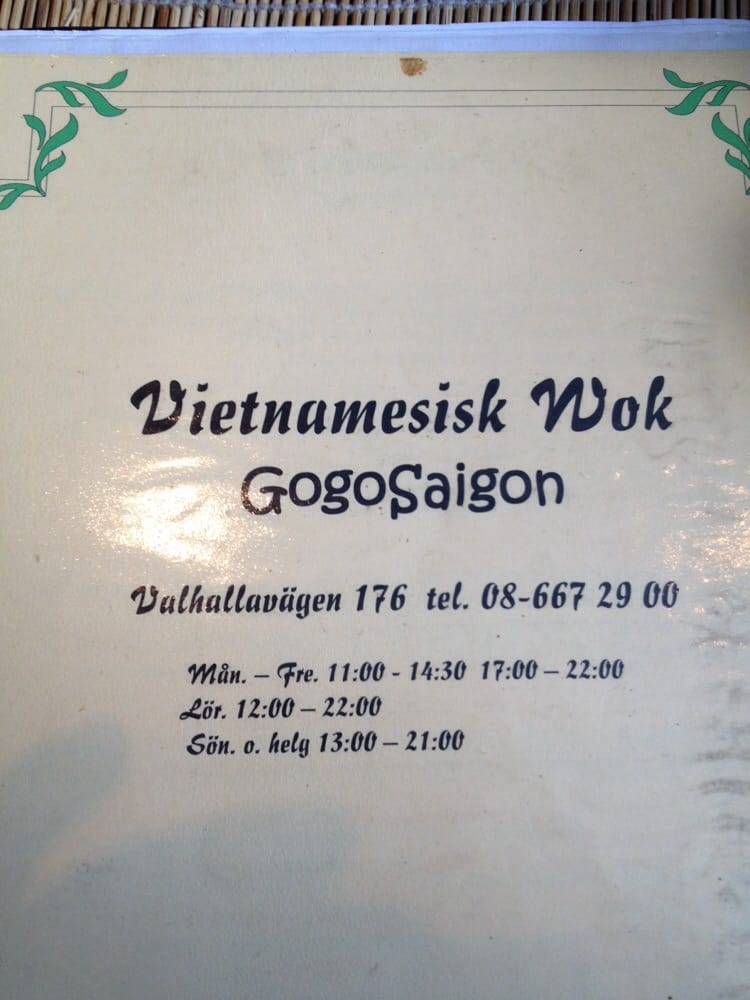 Vietnamesisk Wok
GogoSaigon
Valhallavägen 176 tel. 08-667 29 00
Mån. – Fre. 11:00 - 14:30 17:00 – 22:00
Lör. 12:00 – 22:00
Sön. o. helg 13:00 – 21:00